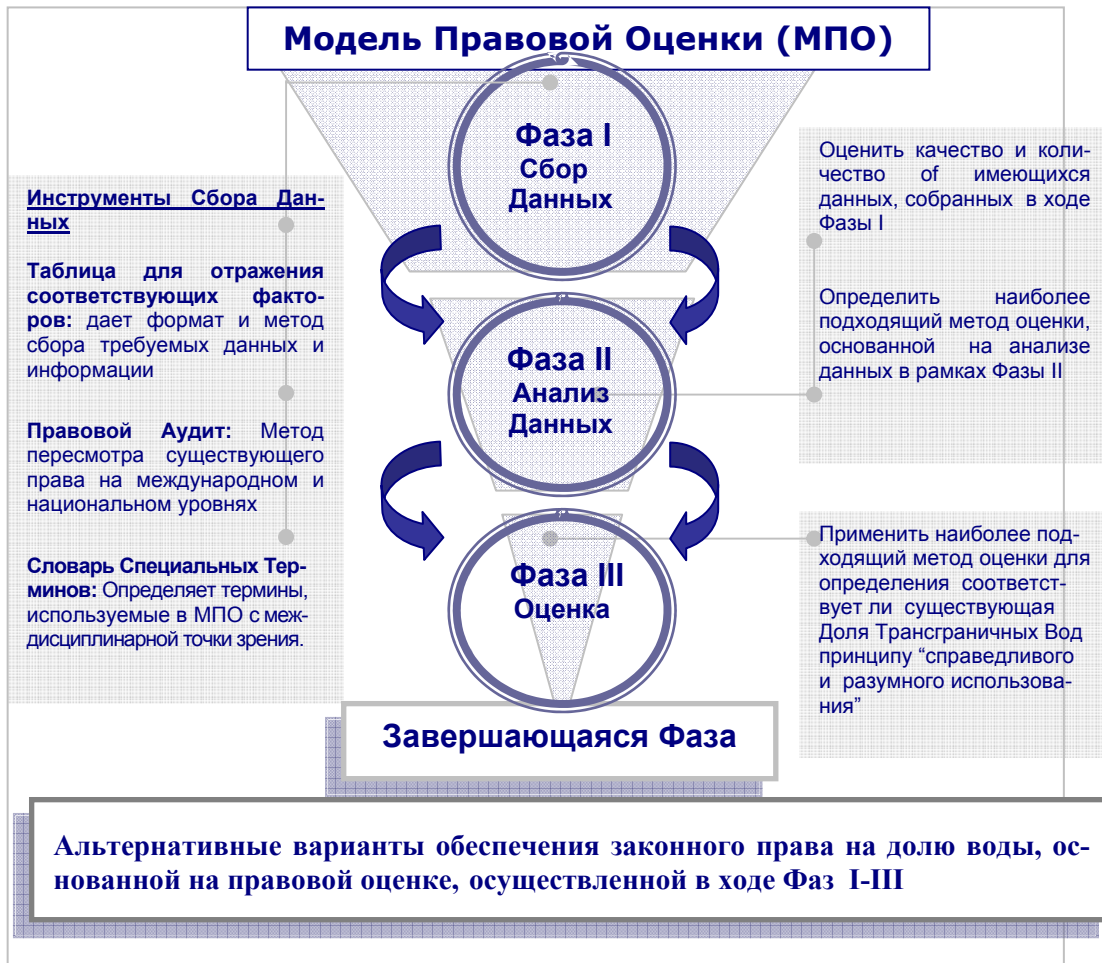 Модель Правовой Оценки (МПО)
Фаза I
Сбор
Данных
Инструменты Сбора Дан-
ных
Таблица для отражения
соответствующих факто-
ров: дает формат и метод
сбора требуемых данных и
информации
Правовой Аудит: Метод
пересмотра существующего
права на международном и
национальном уровнях
Словарь Специальных Тер-
минов: Определяет термины,
используемые в МПО с меж-
дисциплинарной точки зрения.
Оценить качество и коли-
чество of имеющихся
данных, собранных в ходе
Фазы I
Определить наиболее
подходящий метод оценки,
основанной на анализе
данных в рамках Фазы II
Фаза II
Анализ
Данных
Фаза III
Оценка
Применить наиболее под-
ходящий метод оценки для
определения соответст-
вует ли существующая
Доля Трансграничных Вод
принципу “справедливого
и разумного использова-
ния”
Завершающаяся Фаза
Альтернативные варианты обеспечения законного права на долю воды, ос-
нованной на правовой оценке, осуществленной в ходе Фаз I-III